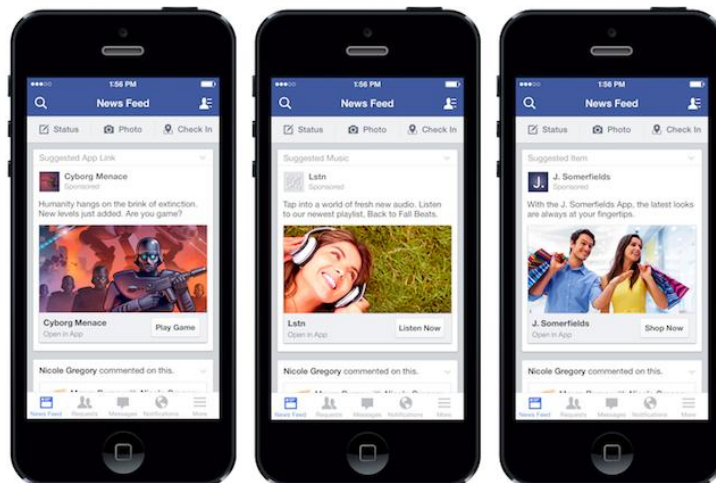 1:56 PM
News Feed
Status Photo Check In
Suggested App Link
Cyborg Menace
Sponsored
Humanity hangs on the brink of extinction.
New levels just added. Are you game?
Cyborg Menace
Open in App
Play Game
Nicole Gregory commented on this.
News Feed Requests Messages Notifications More
1:56 PM
News Feed
Status Photo Check In
Suggested Music
Lstn
Sponsored
Tap into a world of fresh new audio. Listen
to our newest playlist, Back to Fall Beats.
Lstn
Open in App
Listen Now
Nicole Gregory commented on this.
News Feed Requests Messages Notifications More
1:56 PM
News Feed
Status Photo Check In
Suggested Item
J.
J. Somerfields
Sponsored
With the J. Somerfields App, the latest looks
are always at your fingertips.
J. Somerfields
Open in App
Shop Now
Nicole Gregory commented on this.
News Feed Requests Messages Notifications More